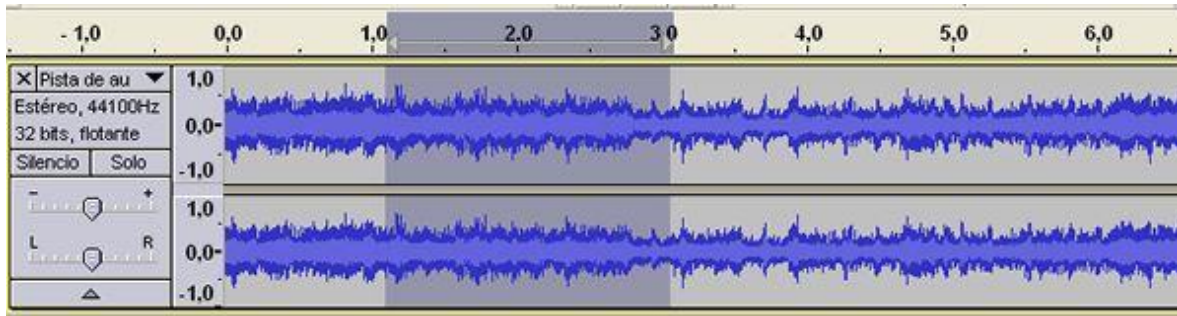 - 1,0 0,0 1,0 2,0 3,0 4,0 5,0 6,0
Pista de au
1,0
Estéreo, 44100Hz
32 bits, flotante
0,0-
Silencio Solo
-1,0
- +
L R
1,0
0,0-
-1,0